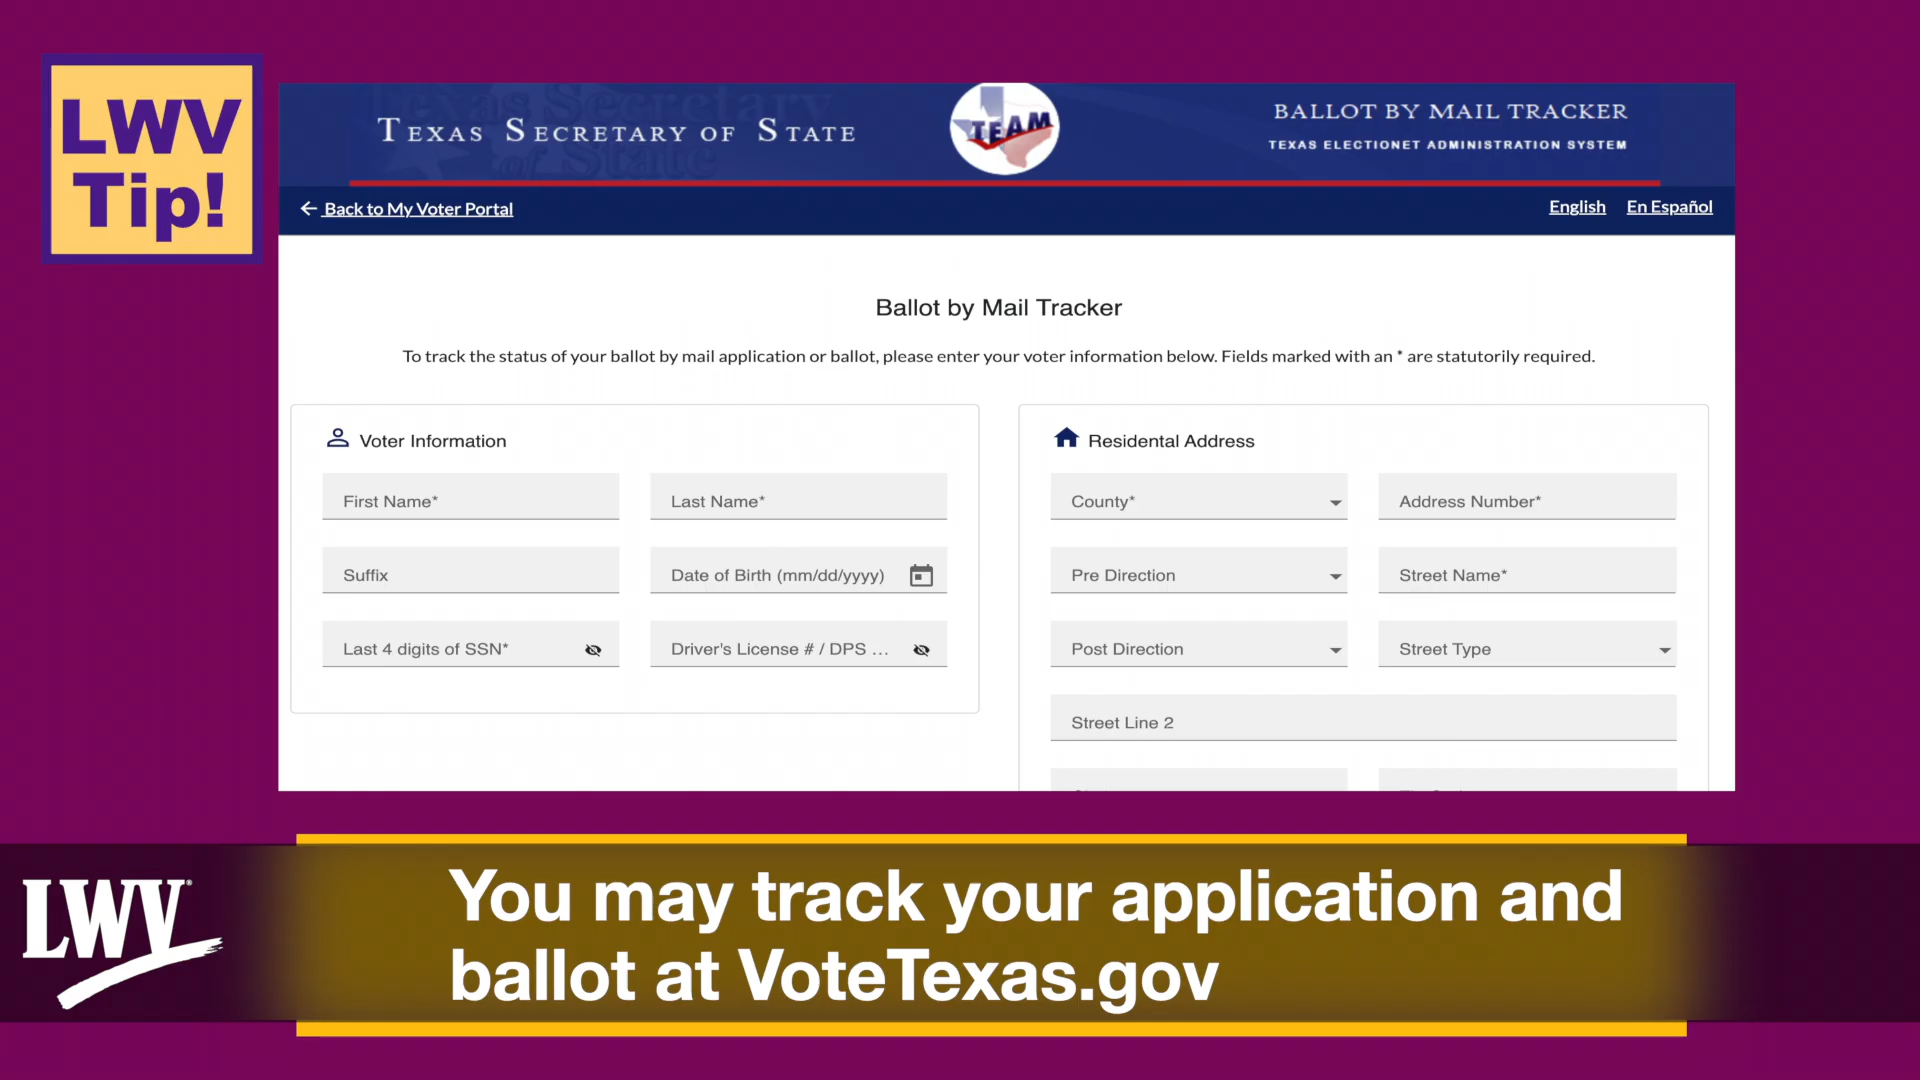 LWV
Tip!
Texas Secretary of State
TEAM
BALLOT BY MAIL TRACKER
TEXAS ELECTIONET ADMINISTRATION SYSTEM
Back to My Voter Portal
English
En Español
Ballot by Mail Tracker
To track the status of your ballot by mail application or ballot, please enter your voter information below. Fields marked with an * are statutorily required.
Voter Information
First Name*
Last Name*
Suffix
Date of Birth (mm/dd/yyyy)
Last 4 digits of SSN*
Driver's License # / DPS ...
Residental Address
County*
Address Number*
Pre Direction
Street Name*
Post Direction
Street Type
Street Line 2
LWV®
You may track your application and
ballot at VoteTexas.gov